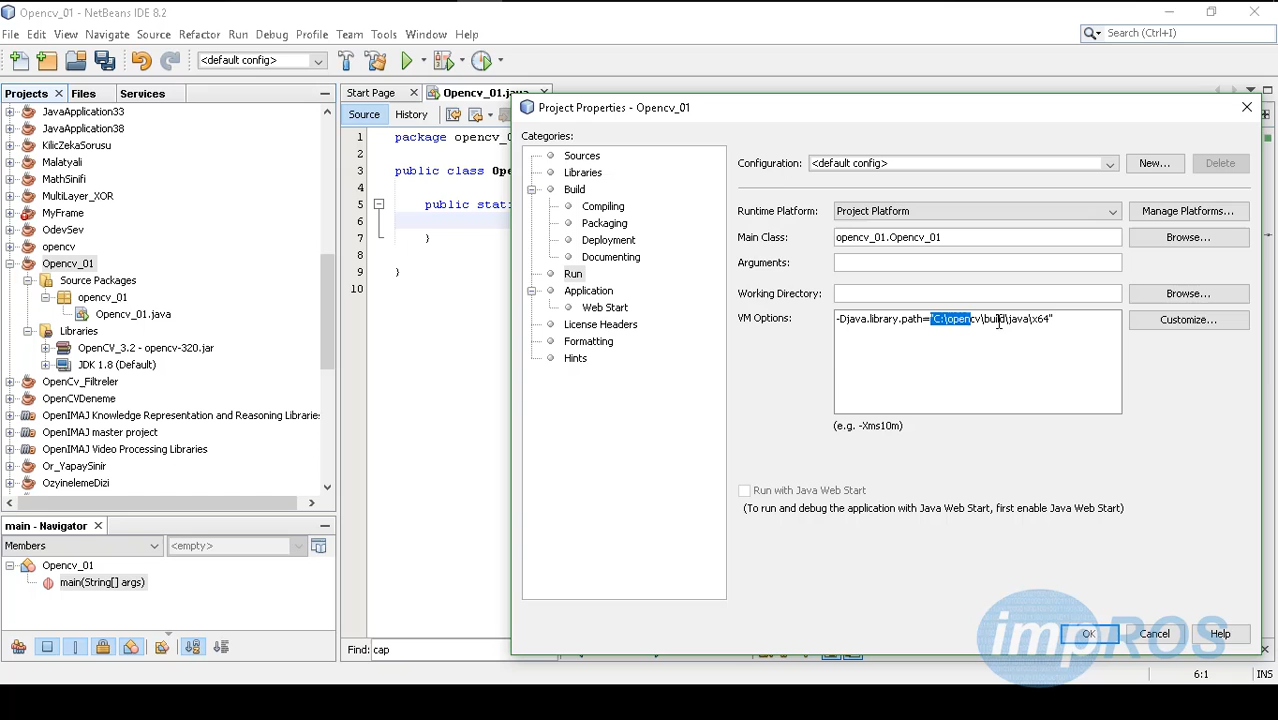 Opencv_01 - NetBeans IDE 8.2
File Edit View Navigate Source Refactor Run Debug Profile Team Tools Window Help
Search (Ctrl+I)
<default config>
Projects Files Services
Start Page Opencv_01.java
Source History
JavaApplication33
JavaApplication38
KilicZekaSorusu
Malatyali
MathSinifi
MultiLayer_XOR
MyFrame
OdevSev
opencv
Opencv_01
Source Packages
opencv_01
Opencv_01.java
Libraries
OpenCV_3.2 - opencv-320.jar
JDK 1.8 (Default)
OpenCv_Filtreler
OpenCVDeneme
OpenIMAJ Knowledge Representation and Reasoning Libraries
OpenIMAJ master project
OpenIMAJ Video Processing Libraries
Or_YapaySinir
OzyinelemeDizi
main - Navigator
Members <empty>
Opencv_01
main(String[] args)
1 package opencv_0
2
3 public class Ope
4
5 public stati
6
7 }
8
9 }
10
Find: cap
Project Properties - Opencv_01
Categories:
Sources
Libraries
Build
Compiling
Packaging
Deployment
Documenting
Run
Application
Web Start
License Headers
Formatting
Hints
Configuration: <default config> New... Delete
Runtime Platform: Project Platform Manage Platforms...
Main Class: opencv_01.Opencv_01 Browse...
Arguments:
Working Directory: Browse...
VM Options: -Djava.library.path="C:\opencv\build\java\x64" Customize...
(e.g. -Xms10m)
Run with Java Web Start
(To run and debug the application with Java Web Start, first enable Java Web Start)
OK Cancel Help
impROS
6:1 INS